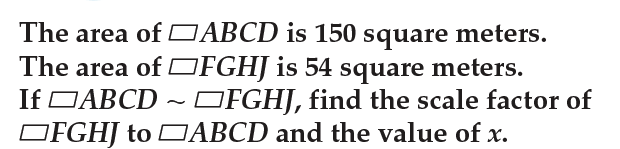 The area of ▱ABCD is 150 square meters.
The area of ▱FGHJ is 54 square meters.
If ▱ABCD ~ ▱FGHJ, find the scale factor of
▱FGHJ to ▱ABCD and the value of x.